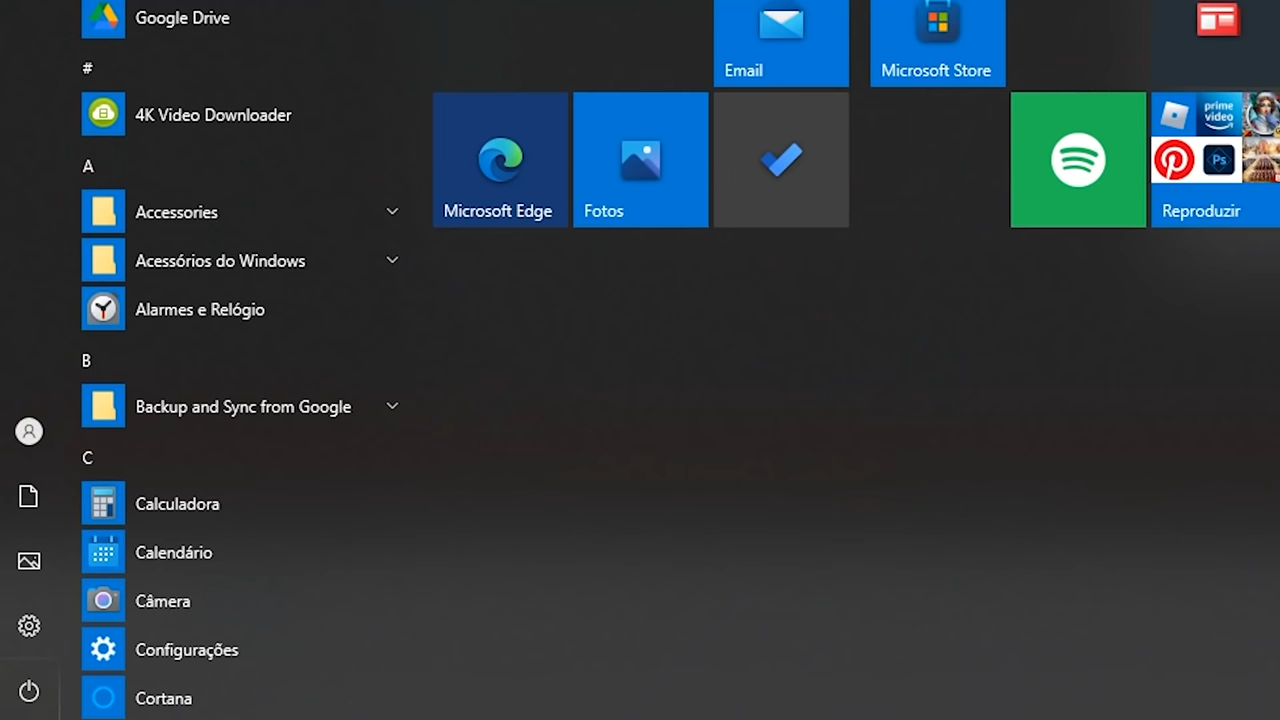 Google Drive
#
4K Video Downloader
A
Accessories
Acessórios do Windows
Alarmes e Relógio
B
Backup and Sync from Google
C
Calculadora
Calendário
Câmera
Configurações
Cortana
Email
Microsoft Store
Microsoft Edge
Fotos
prime
video
Ps
Reproduzir